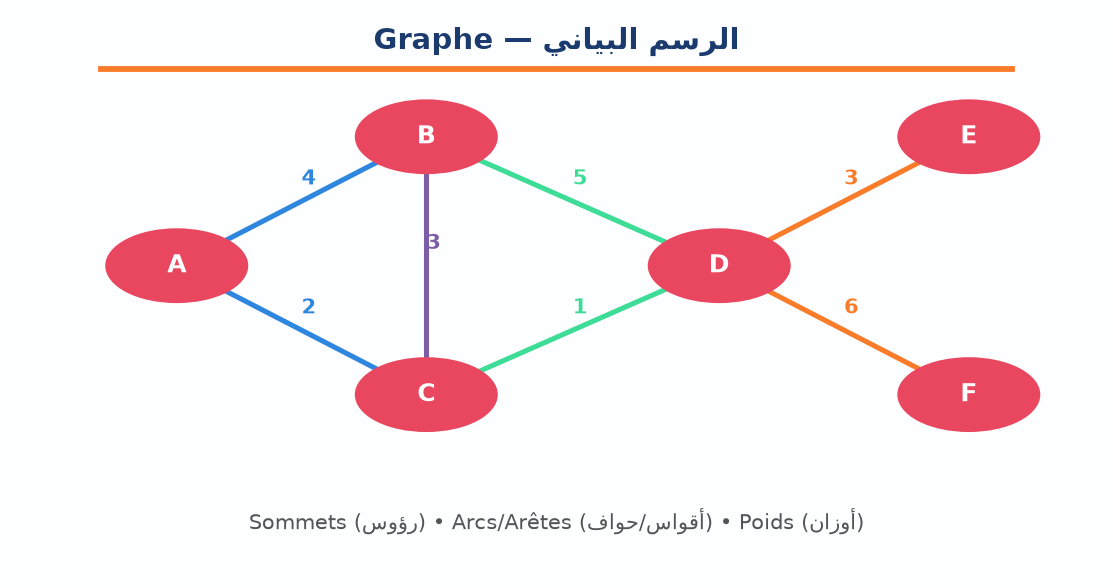 Graphe — الرسم البياني
B
E
4
5
3
3
A
D
2
1
6
C
F
Sommets (رؤوس) • Arcs/Arêtes (أقواس/حواف) • Poids (أوزان)